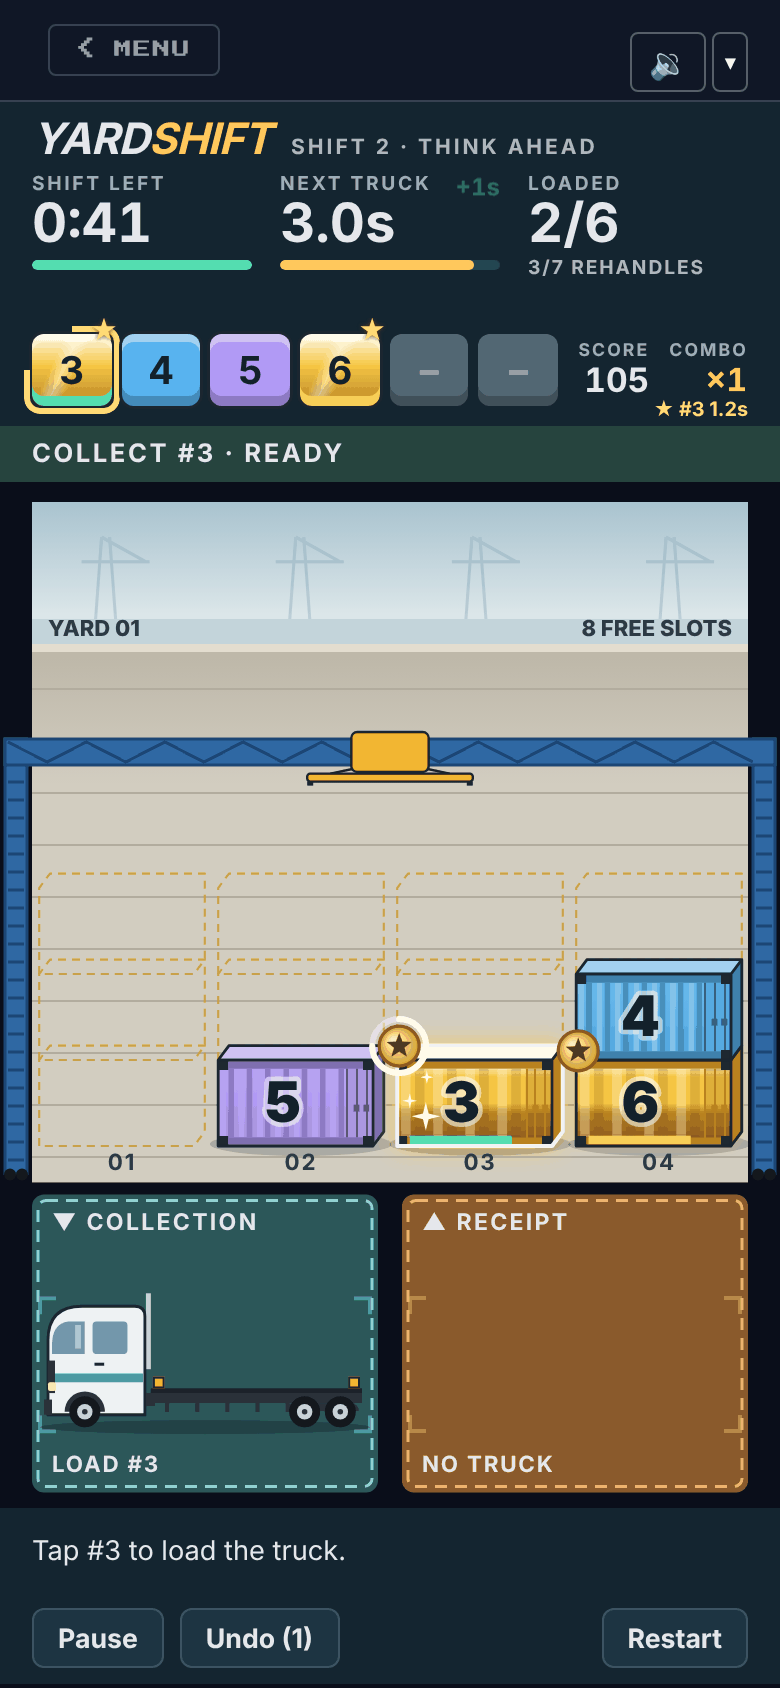 MENU
YARDSHIFT SHIFT 2 · THINK AHEAD
SHIFT LEFT NEXT TRUCK +1s LOADED
0:41 3.0s 2/6
3/7 REHANDLES
3 4 5 6 – –
SCORE COMBO
105 ×1
★ #3 1.2s
COLLECT #3 · READY
YARD 01 8 FREE SLOTS
4
5 3 6
01 02 03 04
▼ COLLECTION ▲ RECEIPT
LOAD #3 NO TRUCK
Tap #3 to load the truck.
Pause Undo (1) Restart